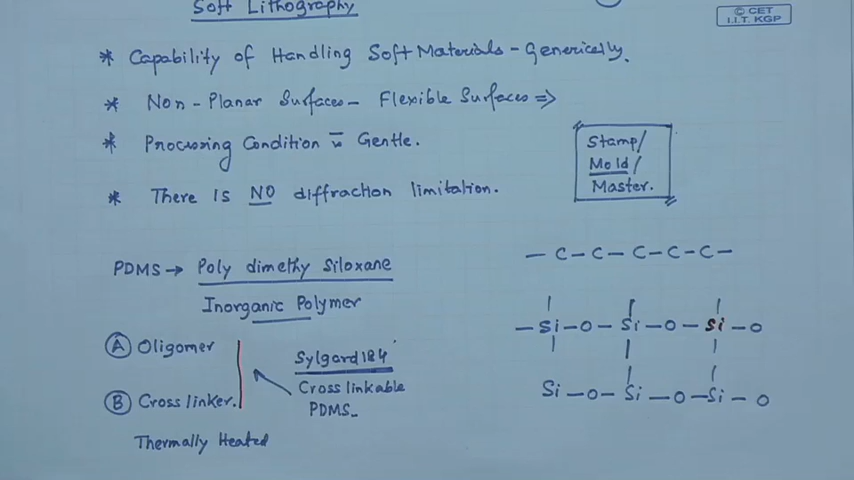 Soft Lithography
© CET
I.I.T. KGP
* Capability of Handling Soft Materials - Generically.
* Non-Planar Surfaces - Flexible Surfaces ⇒
* Processing Condition is Gentle.
* There is NO diffraction limitation.
Stamp/
Mold/
Master.
PDMS → Poly dimethy Siloxane
Inorganic Polymer
A Oligomer
B Cross linker.
Thermally Heated
Sylgard 184
Cross linkable
PDMS
— C — C — C — C — C —
— Si — O — Si — O — Si — O
Si — O — Si — O — Si — O